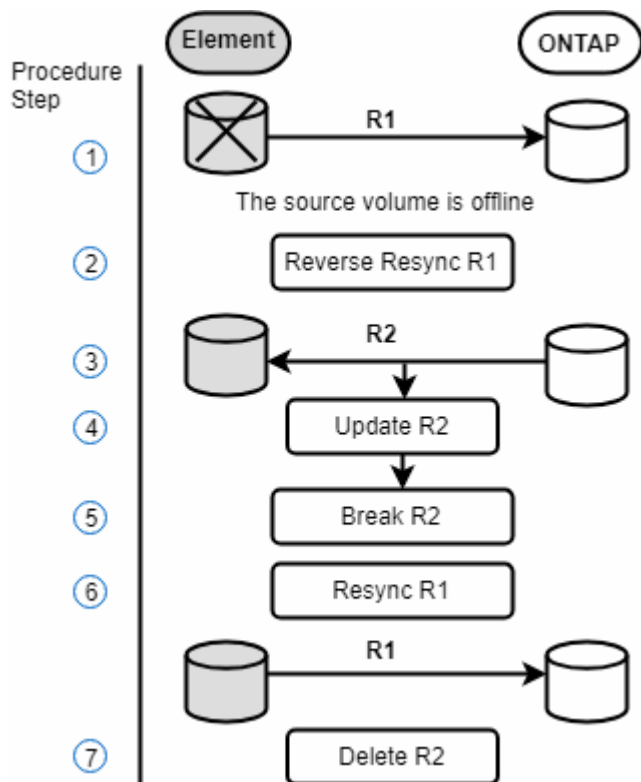 Element
ONTAP
Procedure
Step
R1
1
The source volume is offline
2
Reverse Resync R1
R2
3
4
Update R2
5
Break R2
6
Resync R1
R1
7
Delete R2